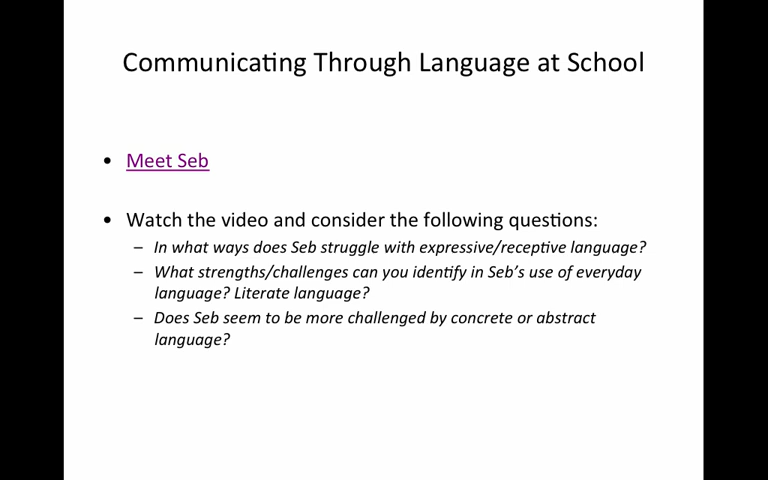 Communicating Through Language at School
• Meet Seb
• Watch the video and consider the following questions:
– In what ways does Seb struggle with expressive/receptive language?
– What strengths/challenges can you identify in Seb's use of everyday
language? Literate language?
– Does Seb seem to be more challenged by concrete or abstract
language?